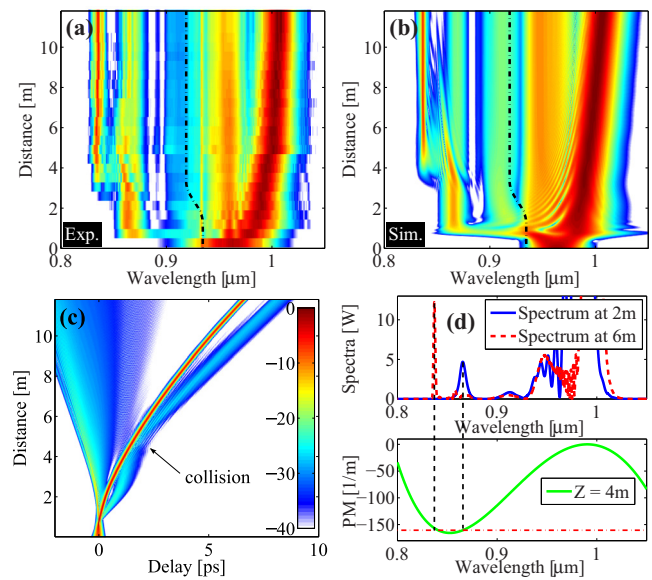 (a)
Distance [m]
10
8
6
4
2
0
Exp.
0.8
0.9
1
Wavelength [μm]
(b)
Distance [m]
10
8
6
4
2
0
Sim.
0.8
0.9
1
Wavelength [μm]
(c)
Distance [m]
10
8
6
4
2
collision
0
−10
−20
−30
−40
0
5
10
Delay [ps]
(d)
Spectra [W]
10
5
0
Spectrum at 2m
Spectrum at 6m
0.8
0.9
1
Wavelength [μm]
PM [1/m]
0
−50
−100
−150
Z = 4m
0.8
0.9
1
Wavelength [μm]